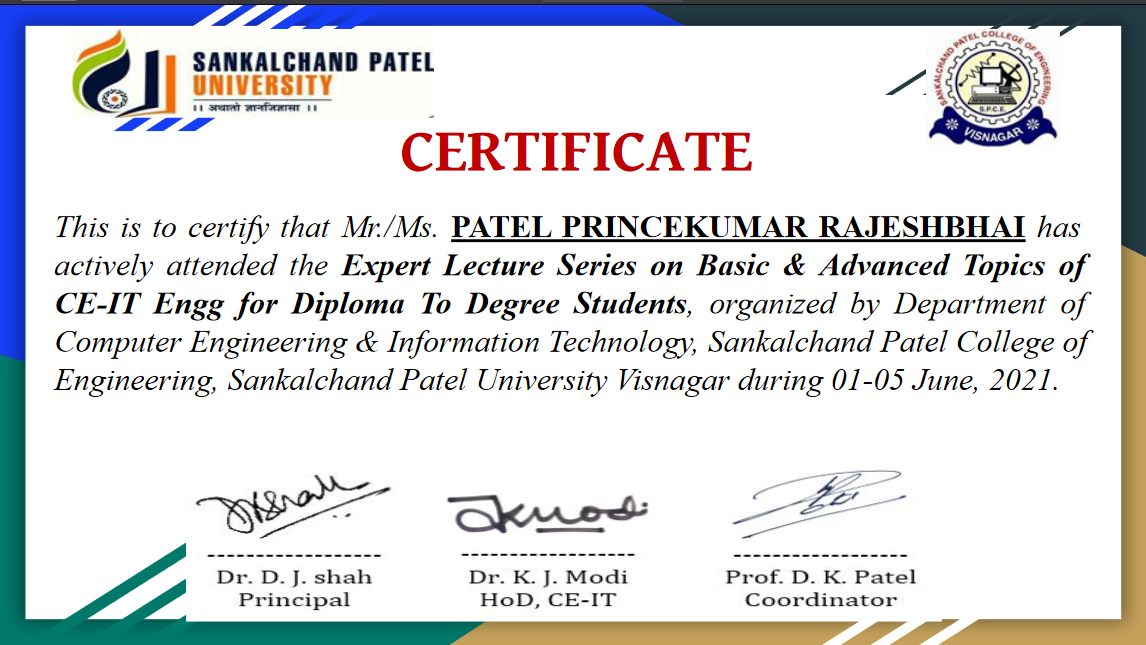 SANKALCHAND PATEL
UNIVERSITY
।। अथातो ज्ञानजिज्ञासा ।।
SANKALCHAND PATEL COLLEGE OF ENGINEERING
S.P.C.E.
VISNAGAR
CERTIFICATE
This is to certify that Mr./Ms. PATEL PRINCEKUMAR RAJESHBHAI has
actively attended the Expert Lecture Series on Basic & Advanced Topics of
CE-IT Engg for Diploma To Degree Students, organized by Department of
Computer Engineering & Information Technology, Sankalchand Patel College of
Engineering, Sankalchand Patel University Visnagar during 01-05 June, 2021.
Dr. D. J. shah
Principal
Dr. K. J. Modi
HoD, CE-IT
Prof. D. K. Patel
Coordinator